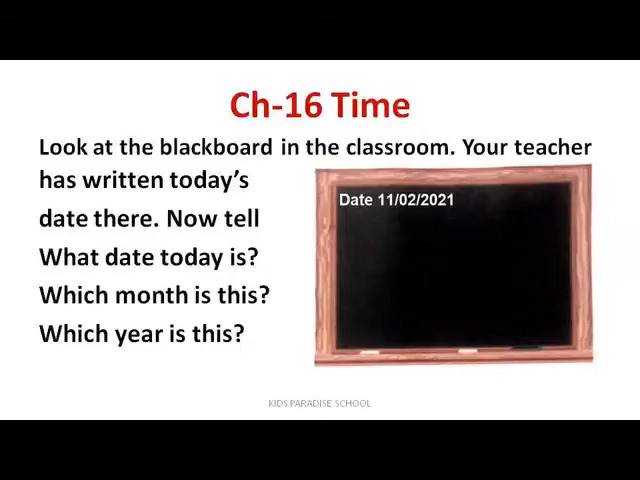 Ch-16 Time
Look at the blackboard in the classroom. Your teacher
has written today’s
date there. Now tell
What date today is?
Which month is this?
Which year is this?
Date 11/02/2021
KIDS PARADISE SCHOOL